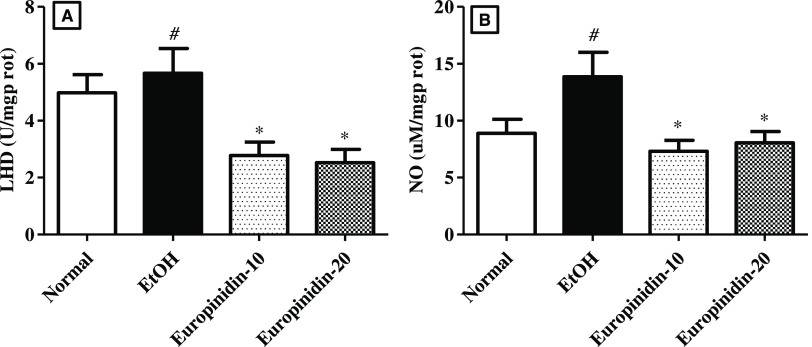 A
8
6
4
2
0
LHD (U/mgp rot)
#
*
*
Normal
EtOH
Europinidin-10
Europinidin-20
B
20
15
10
5
0
NO (uM/mgp rot)
#
*
*
Normal
EtOH
Europinidin-10
Europinidin-20